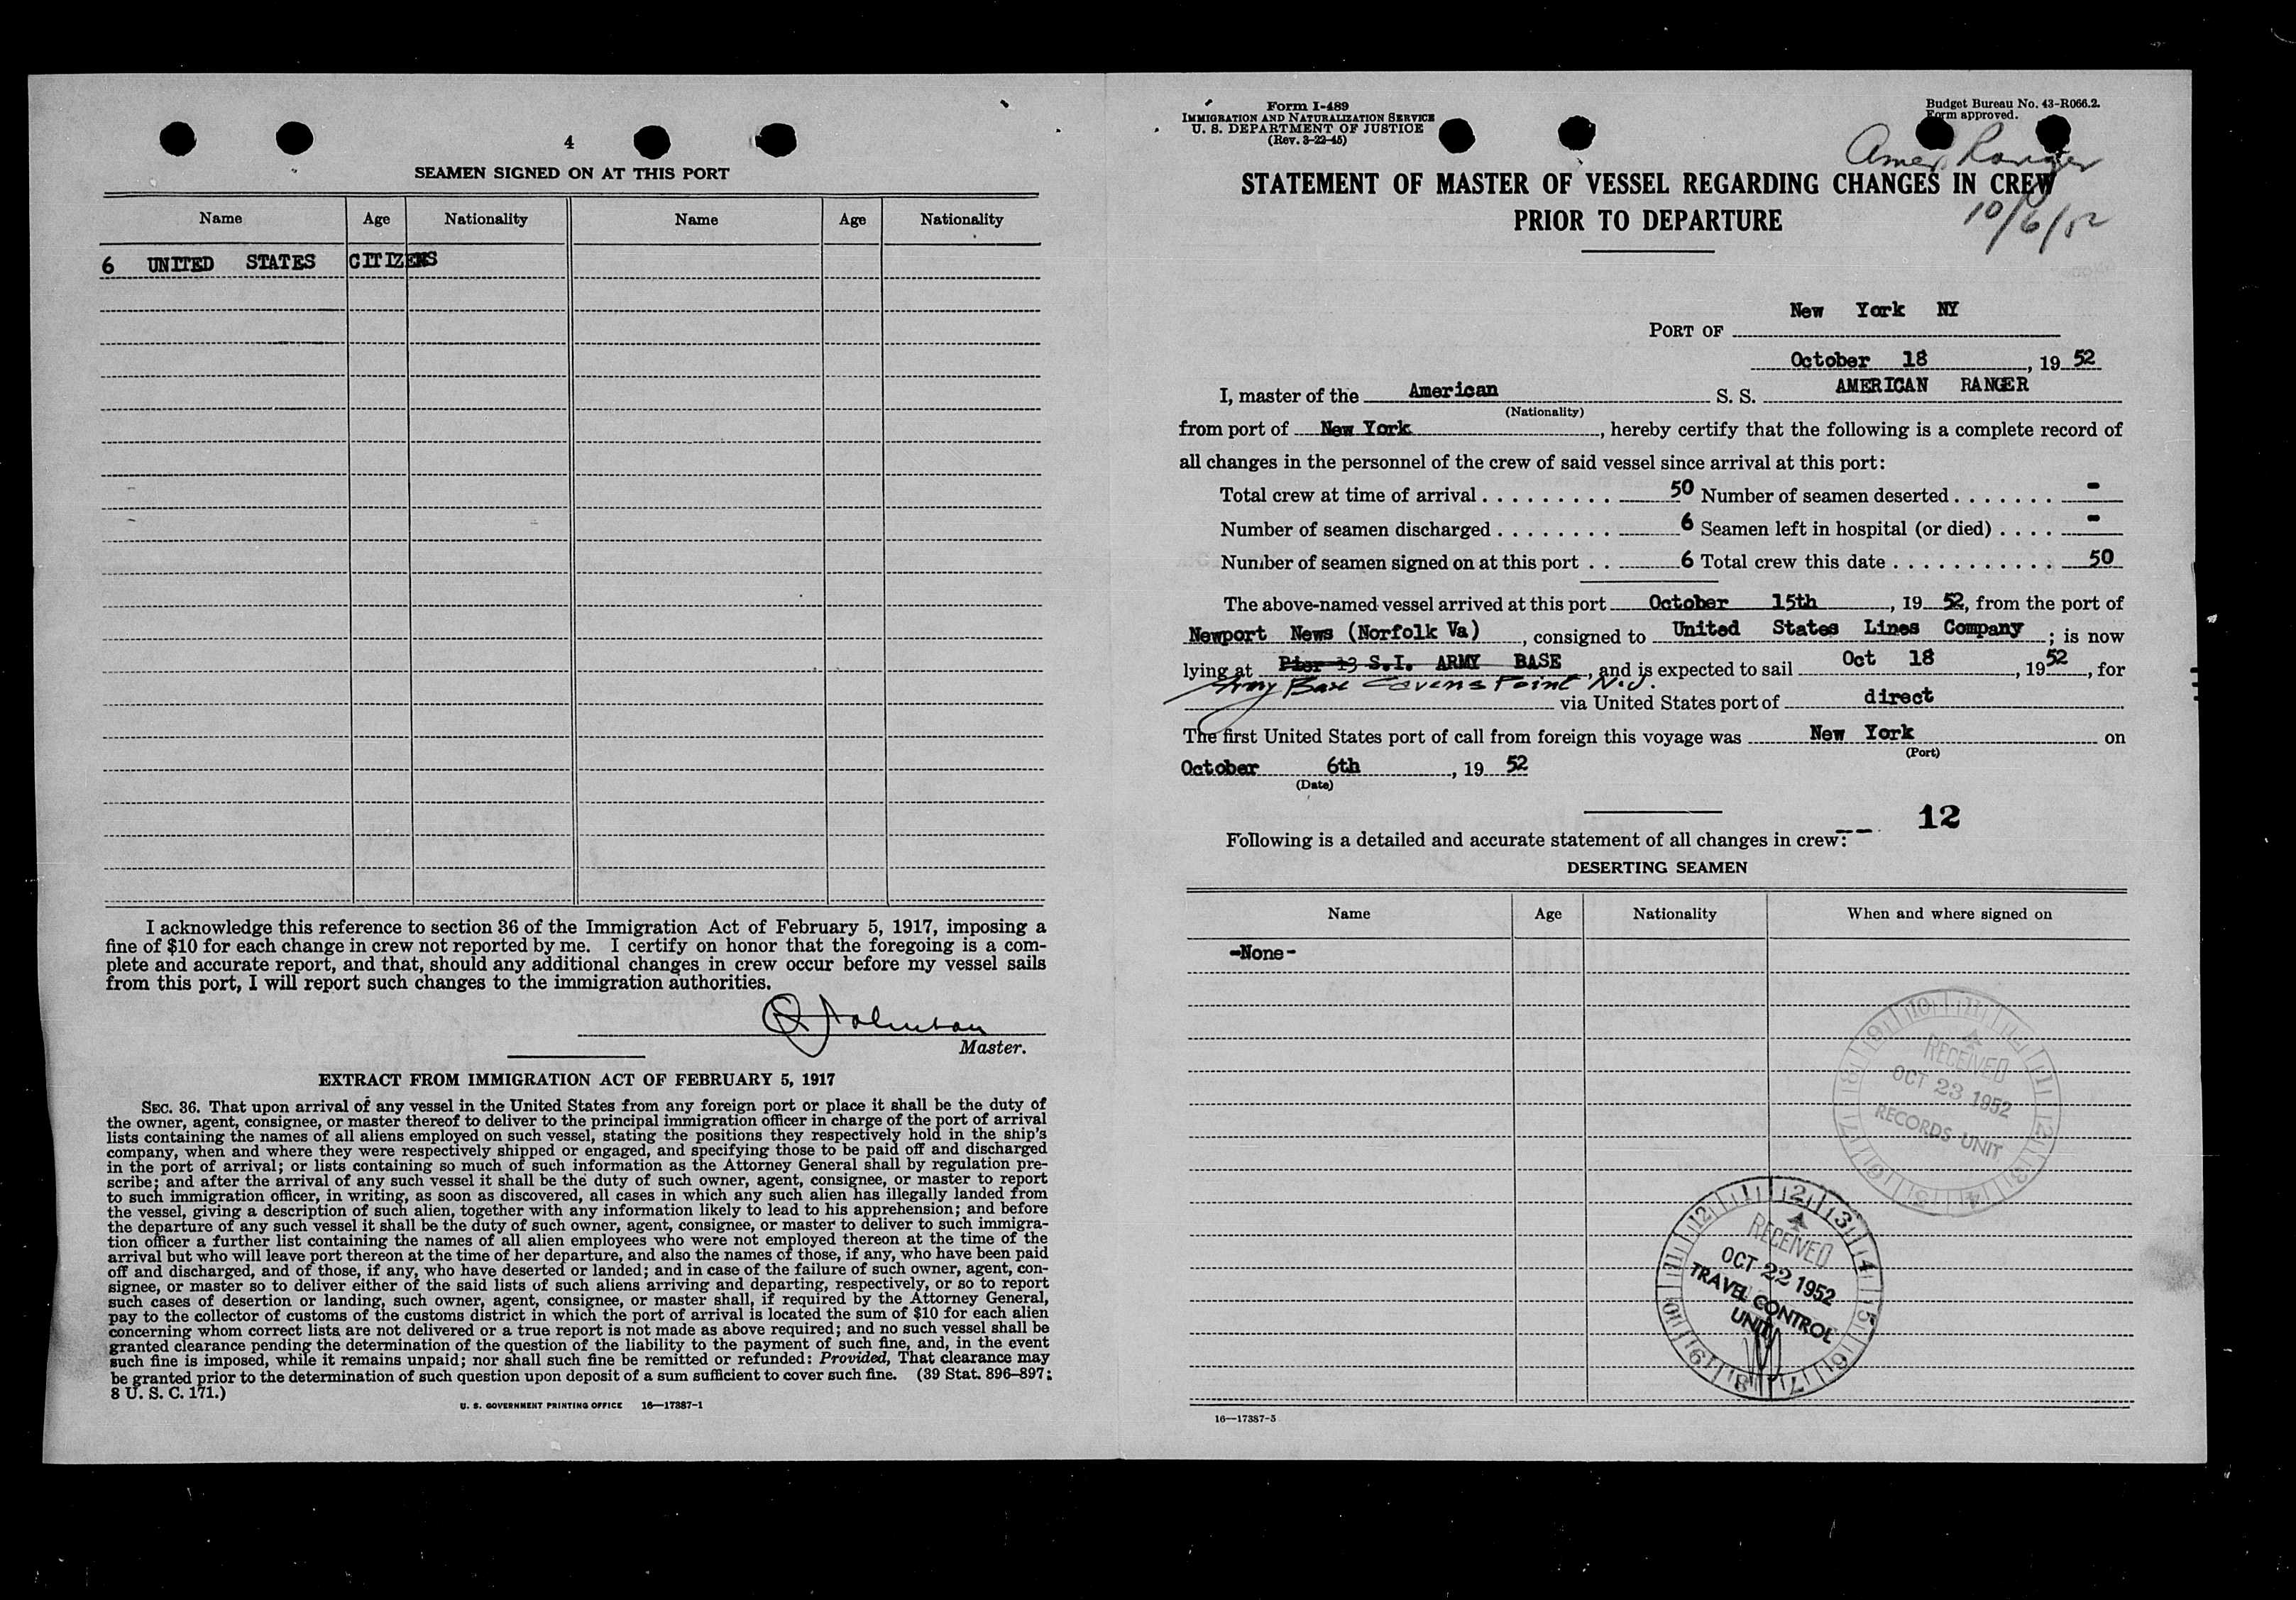 4
SEAMEN SIGNED ON AT THIS PORT
Name Age Nationality Name Age Nationality
6 UNITED STATES CITIZENS
I acknowledge this reference to section 36 of the Immigration Act of February 5, 1917, imposing a
fine of $10 for each change in crew not reported by me. I certify on honor that the foregoing is a com-
plete and accurate report, and that, should any additional changes in crew occur before my vessel sails
from this port, I will report such changes to the immigration authorities.
Master.
EXTRACT FROM IMMIGRATION ACT OF FEBRUARY 5, 1917
SEC. 36. That upon arrival of any vessel in the United States from any foreign port or place it shall be the duty of
the owner, agent, consignee, or master thereof to deliver to the principal immigration officer in charge of the port of arrival
lists containing the names of all aliens employed on such vessel, stating the positions they respectively hold in the ship's
company, when and where they were respectively shipped or engaged, and specifying those to be paid off and discharged
in the port of arrival; or lists containing so much of such information as the Attorney General shall by regulation pre-
scribe; and after the arrival of any such vessel it shall be the duty of such owner, agent, consignee, or master to report
to such immigration officer, in writing, as soon as discovered, all cases in which any such alien has illegally landed from
the vessel, giving a description of such alien, together with any information likely to lead to his apprehension; and before
the departure of any such vessel it shall be the duty of such owner, agent, consignee, or master to deliver to such immigra-
tion officer a further list containing the names of all alien employees who were not employed thereon at the time of the
arrival but who will leave port thereon at the time of her departure, and also the names of those, if any, who have been paid
off and discharged, and of those, if any, who have deserted or landed; and in case of the failure of such owner, agent, con-
signee, or master so to deliver either of the said lists of such aliens arriving and departing, respectively, or so to report
such cases of desertion or landing, such owner, agent, consignee, or master shall, if required by the Attorney General,
pay to the collector of customs of the customs district in which the port of arrival is located the sum of $10 for each alien
concerning whom correct lists are not delivered or a true report is not made as above required; and no such vessel shall be
granted clearance pending the determination of the question of the liability to the payment of such fine, and, in the event
such fine is imposed, while it remains unpaid; nor shall such fine be remitted or refunded: Provided, That clearance may
be granted prior to the determination of such question upon deposit of a sum sufficient to cover such fine. (39 Stat. 896–897;
8 U. S. C. 171.)
U. S. GOVERNMENT PRINTING OFFICE 16—17387-1
Form I-489
IMMIGRATION AND NATURALIZATION SERVICE
U. S. DEPARTMENT OF JUSTICE
(Rev. 3-22-45)
Budget Bureau No. 43-R066.2.
Form approved.
Amer. Ranger
STATEMENT OF MASTER OF VESSEL REGARDING CHANGES IN CREW
PRIOR TO DEPARTURE
10/6/52
PORT OF New York NY
October 18, 19 52
I, master of the American S. S. AMERICAN RANGER
(Nationality)
from port of New York, hereby certify that the following is a complete record of
all changes in the personnel of the crew of said vessel since arrival at this port:
Total crew at time of arrival 50 Number of seamen deserted -
Number of seamen discharged 6 Seamen left in hospital (or died) -
Number of seamen signed on at this port 6 Total crew this date 50
The above-named vessel arrived at this port October 15th, 19 52, from the port of
Newport News (Norfolk Va), consigned to United States Lines Company; is now
lying at Pier 13 S.I. ARMY BASE, and is expected to sail Oct 18, 19 52, for
Army Base Cavens Point N.J. via United States port of direct
The first United States port of call from foreign this voyage was New York on
(Port)
October 6th, 19 52
(Date)
12
Following is a detailed and accurate statement of all changes in crew:
DESERTING SEAMEN
Name Age Nationality When and where signed on
-None-
RECEIVED
OCT 23 1952
RECORDS UNIT
RECEIVED
OCT 22 1952
TRAVEL CONTROL
UNIT
16—17387-5